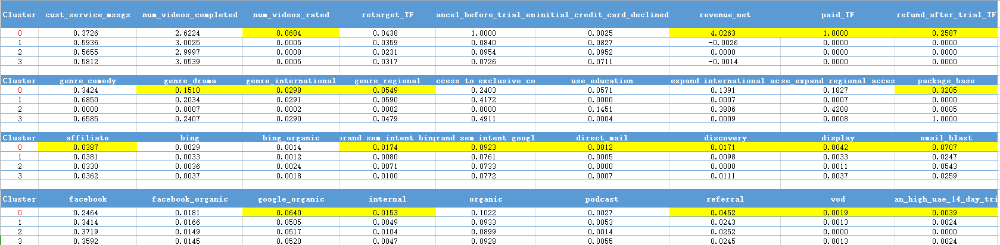 Cluster cust_service_mssgs num_videos_completed num_videos_rated retarget_TF ancel_before_trial_en initial_credit_card_declined revenue_net paid_TF refund_after_trial_TF
0 0.3726 2.6224 0.0684 0.0438 1.0000 0.0025 4.0263 1.0000 0.2587
1 0.5936 3.0025 0.0005 0.0359 0.0840 0.0827 -0.0026 0.0000 0.0000
2 0.5655 2.9997 0.0008 0.0231 0.0954 0.0952 0.0000 0.0000 0.0000
3 0.5812 3.0539 0.0005 0.0317 0.0726 0.0711 -0.0014 0.0000 0.0000
Cluster genre_comedy genre_drama genre_international genre_regional ccess to exclusive co use_education expand international ac se_expand regional acces package_base
0 0.3424 0.1510 0.0298 0.0549 0.2403 0.0571 0.1391 0.1827 0.3205
1 0.6850 0.2034 0.0291 0.0590 0.4172 0.0000 0.0007 0.0007 0.0000
2 0.0000 0.0007 0.0002 0.0002 0.0000 0.1451 0.3806 0.4208 0.0005
3 0.6585 0.2407 0.0290 0.0479 0.4911 0.0004 0.0009 0.0008 1.0000
Cluster affiliate bing bing_organic brand sem intent bing rand sem intent googl direct_mail discovery display email_blast
0 0.0387 0.0029 0.0014 0.0174 0.0923 0.0012 0.0171 0.0042 0.0707
1 0.0381 0.0033 0.0012 0.0080 0.0761 0.0005 0.0098 0.0033 0.0247
2 0.0330 0.0036 0.0024 0.0071 0.0733 0.0000 0.0000 0.0011 0.0543
3 0.0362 0.0037 0.0018 0.0100 0.0772 0.0007 0.0111 0.0037 0.0259
Cluster facebook facebook_organic google_organic internal organic podcast referral vod an_high_uae_14_day_tri
0 0.2464 0.0181 0.0640 0.0153 0.1022 0.0027 0.0452 0.0019 0.0039
1 0.3414 0.0166 0.0505 0.0049 0.0933 0.0053 0.0243 0.0013 0.0024
2 0.3719 0.0149 0.0517 0.0104 0.0899 0.0014 0.0252 0.0000 0.0000
3 0.3592 0.0145 0.0520 0.0047 0.0928 0.0055 0.0245 0.0013 0.0024